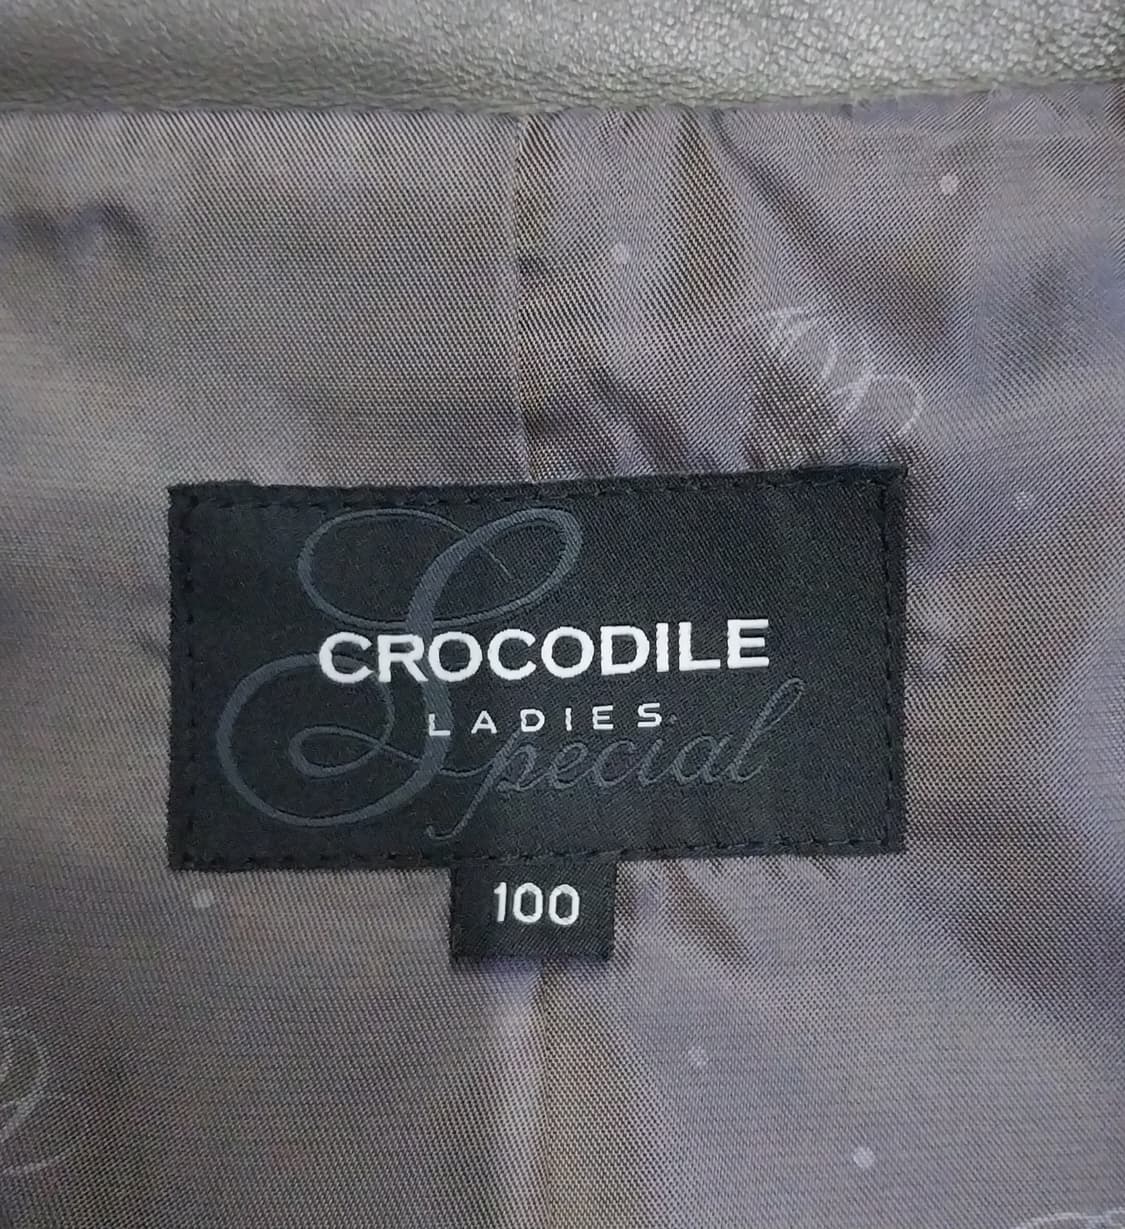 CROCODILE
LADIES
Special
100